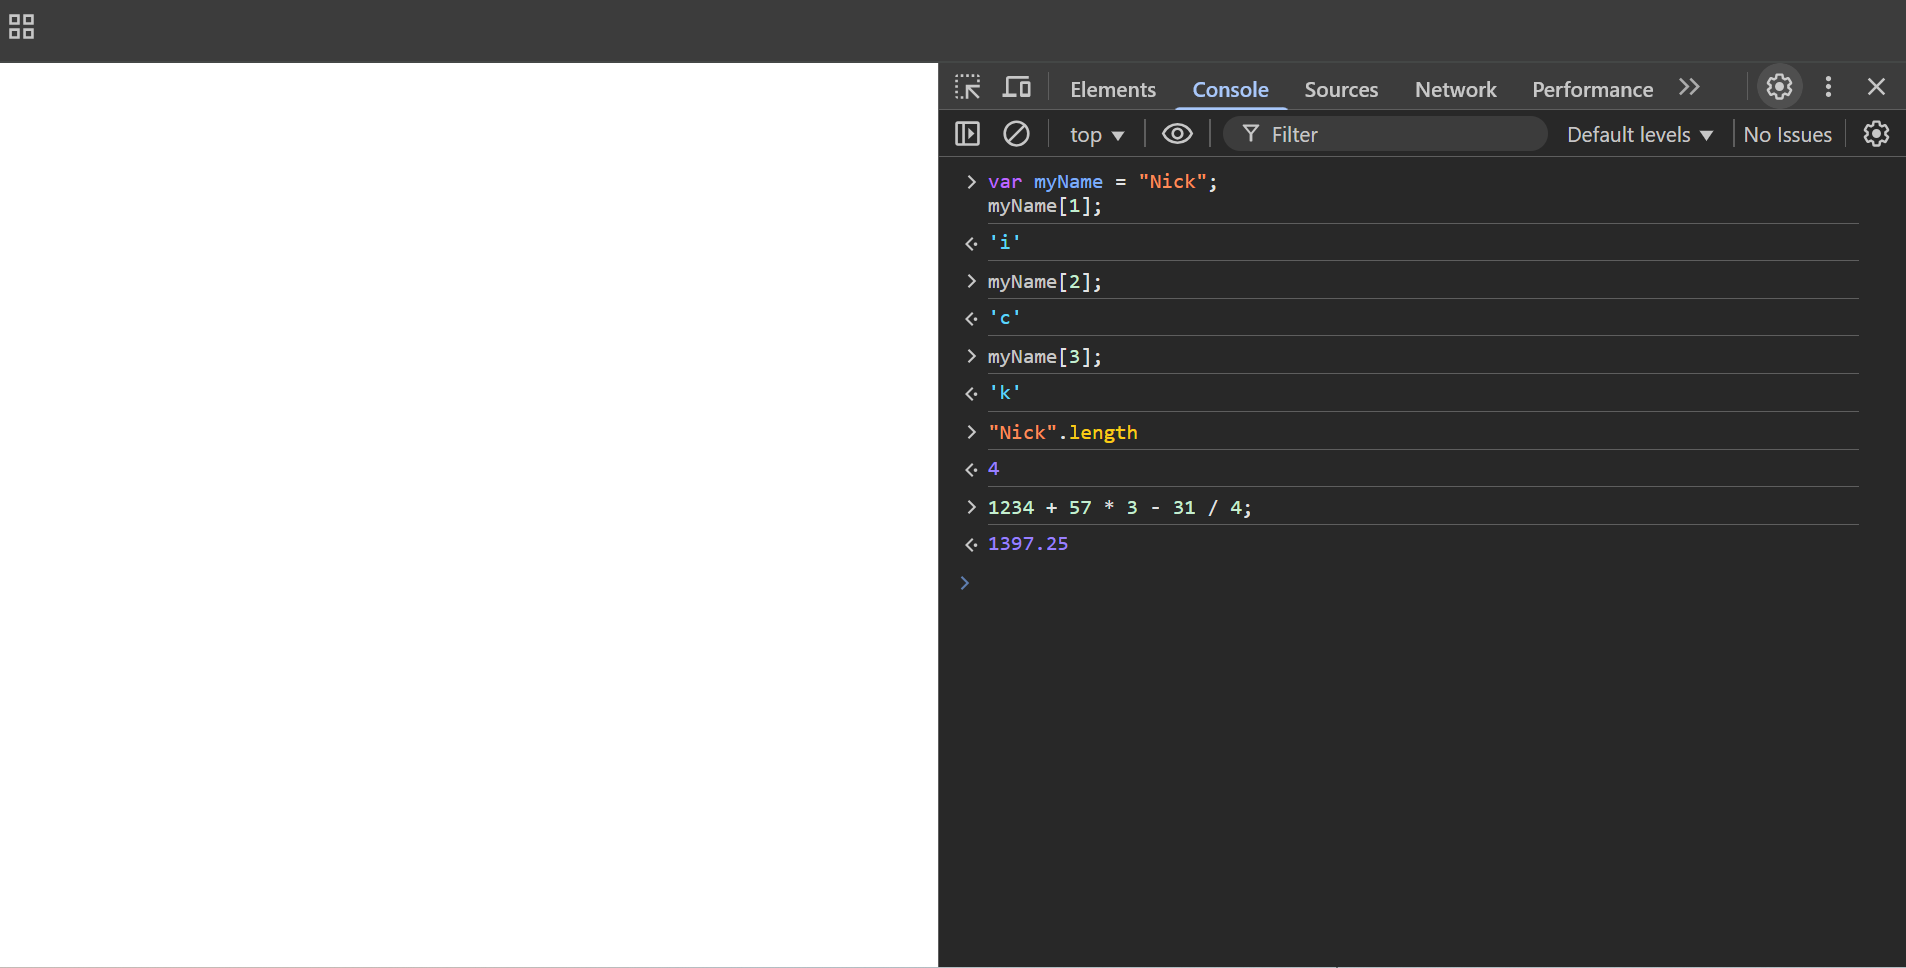 Elements Console Sources Network Performance
top Filter Default levels No Issues
var myName = "Nick";
myName[1];
'i'
myName[2];
'c'
myName[3];
'k'
"Nick".length
4
1234 + 57 * 3 - 31 / 4;
1397.25